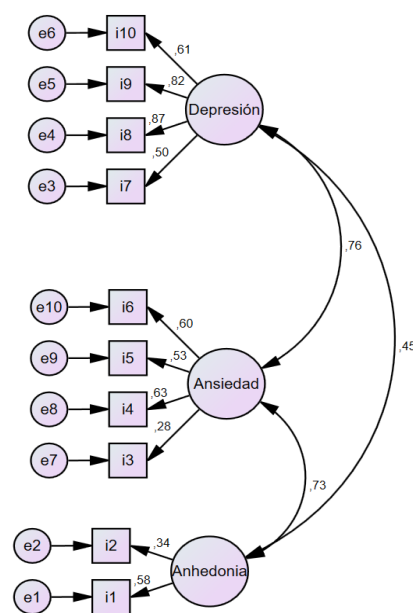 e6 i10 ,61
e5 i9 ,82
Depresión
e4 i8 ,87
e3 i7 ,50
,76
e10 i6 ,60
,45
e9 i5 ,53
Ansiedad
e8 i4 ,63
e7 i3 ,28
,73
e2 i2 ,34
Anhedonia
e1 i1 ,58